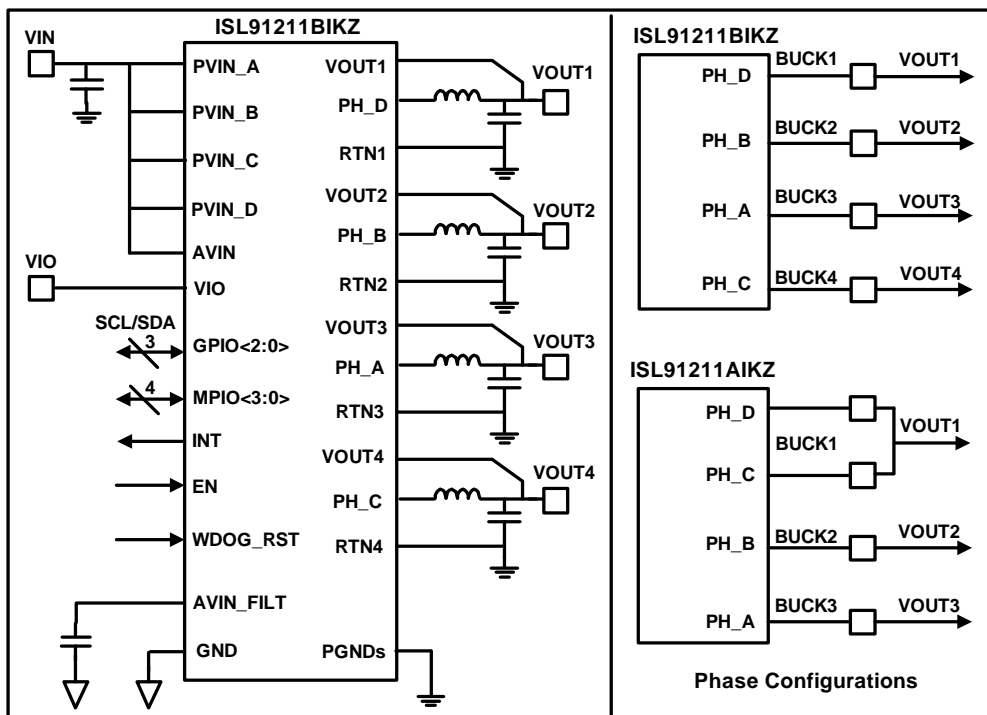 ISL91211BIKZ
VIN
PVIN_A
PVIN_B
PVIN_C
PVIN_D
AVIN
VIO
VIO
SCL/SDA
3
GPIO<2:0>
4
MPIO<3:0>
INT
EN
WDOG_RST
AVIN_FILT
GND
VOUT1
VOUT1
PH_D
RTN1
VOUT2
VOUT2
PH_B
RTN2
VOUT3
VOUT3
PH_A
RTN3
VOUT4
VOUT4
PH_C
RTN4
PGNDs
ISL91211BIKZ
PH_D BUCK1 VOUT1
PH_B BUCK2 VOUT2
PH_A BUCK3 VOUT3
PH_C BUCK4 VOUT4
ISL91211AIKZ
PH_D
BUCK1 VOUT1
PH_C
PH_B BUCK2 VOUT2
PH_A BUCK3 VOUT3
Phase Configurations